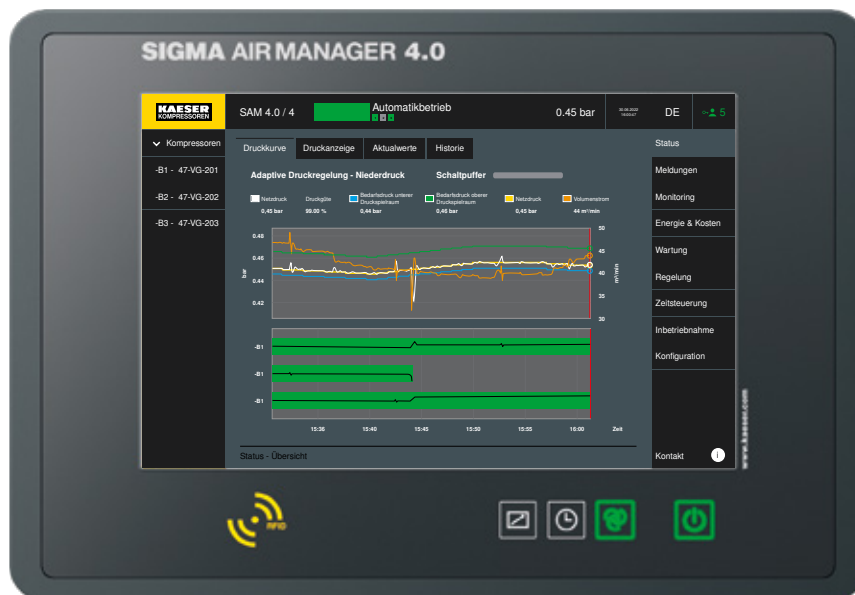 SIGMA AIR MANAGER 4.0
KAESER
KOMPRESSOREN
SAM 4.0 / 4
Automatikbetrieb
0.45 bar
DE
5
Kompressoren
-B1 - 47-VG-201
-B2 - 47-VG-202
-B3 - 47-VG-203
Druckkurve Druckanzeige Aktualwerte Historie
Adaptive Druckregelung - Niederdruck Schaltpuffer
Netzdruck
0,45 bar
Druckgüte
99.00 %
Bedarfsdruck unterer
Druckspielraum
0,44 bar
Bedarfsdruck oberer
Druckspielraum
0,46 bar
Netzdruck
0,45 bar
Volumenstrom
44 m³/min
0.48
0.46
0.44
0.42
bar
50
45
40
35
30
m³/min
-B1
-B1
-B1
15:36 15:40 15:45 15:50 15:55 16:00 Zeit
Status - Übersicht
Status
Meldungen
Monitoring
Energie & Kosten
Wartung
Regelung
Zeitsteuerung
Inbetriebnahme
Konfiguration
Kontakt
i
www.kaeser.com
RFID